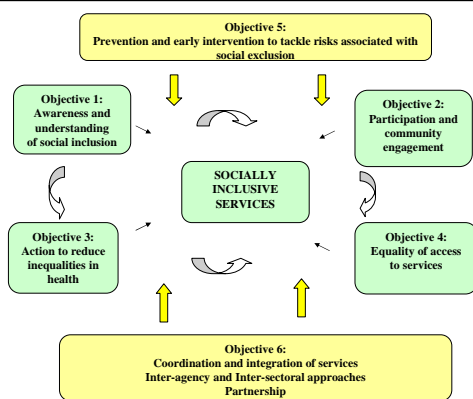 Objective 5:
Prevention and early intervention to tackle risks associated with
social exclusion
Objective 1:
Awareness and
understanding
of social inclusion
Objective 2:
Participation and
community
engagement
SOCIALLY
INCLUSIVE
SERVICES
Objective 3:
Action to reduce
inequalities in
health
Objective 4:
Equality of access
to services
Objective 6:
Coordination and integration of services
Inter-agency and Inter-sectoral approaches
Partnership